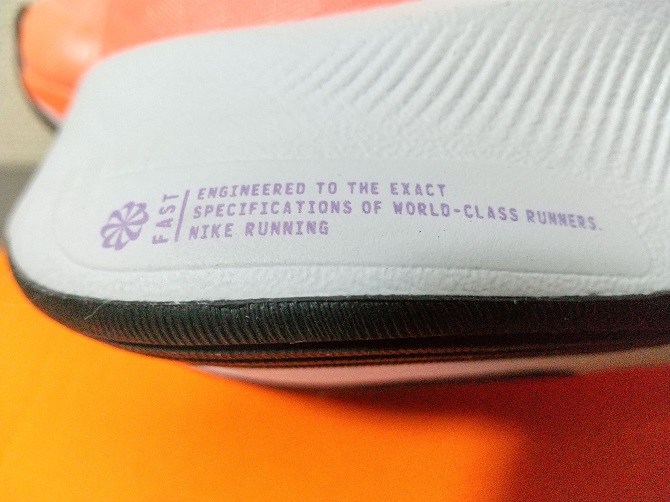 FAST
ENGINEERED TO THE EXACT
SPECIFICATIONS OF WORLD-CLASS RUNNERS.
NIKE RUNNING